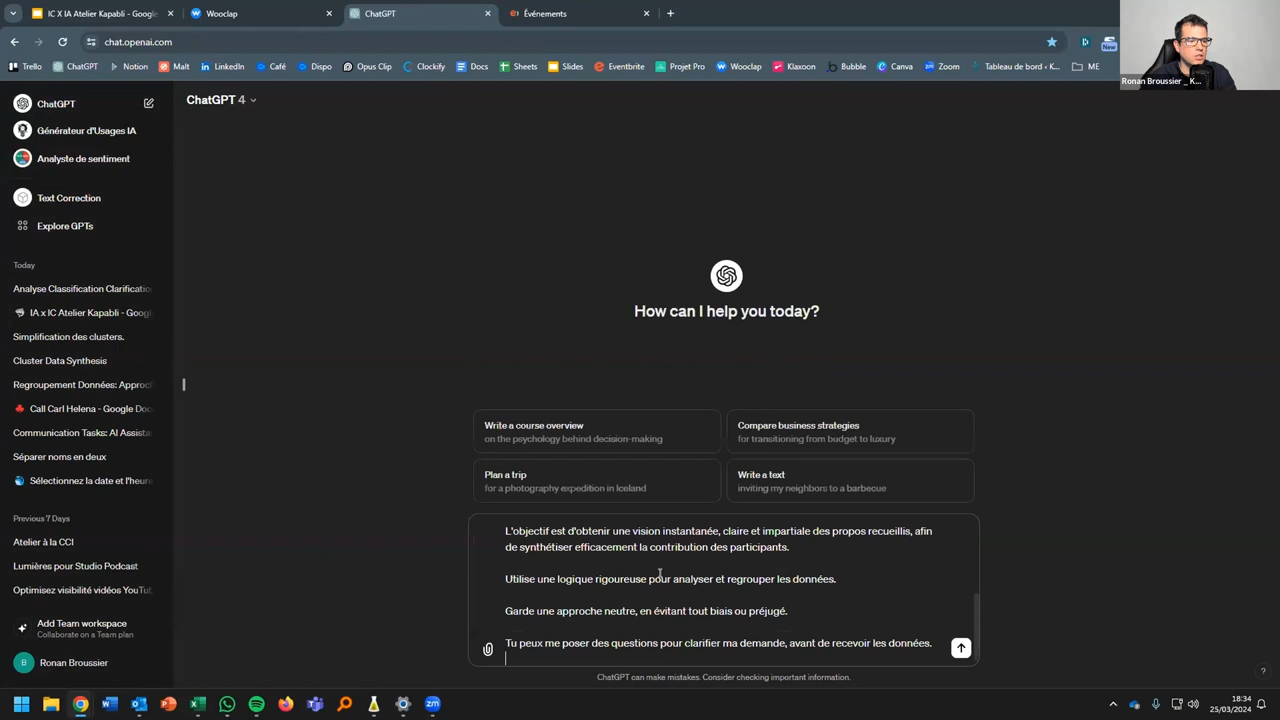 IC X IA Atelier Kapabli - Google
Wooclap
ChatGPT
Événements
chat.openai.com
New
Trello
ChatGPT
Notion
Malt
LinkedIn
Café
Dispo
Opus Clip
Clockify
Docs
Sheets
Slides
Eventbrite
Projet Pro
Wooclap
Klaxoon
Bubble
Canva
Zoom
Tableau de bord ‹ K...
ME
Ronan Broussier _ K...
ChatGPT
Générateur d'Usages IA
Analyste de sentiment
Text Correction
Explore GPTs
Today
Analyse Classification Clarificatio
IA x IC Atelier Kapabli - Goog
Simplification des clusters.
Cluster Data Synthesis
Regroupement Données: Approc
Call Carl Helena - Google Doc
Communication Tasks: AI Assista
Séparer noms en deux
Sélectionnez la date et l'heure
Previous 7 Days
Atelier à la CCI
Lumières pour Studio Podcast
Optimisez visibilité vidéos YouTu
Add Team workspace
Collaborate on a Team plan
Ronan Broussier
ChatGPT 4
How can I help you today?
Write a course overview
on the psychology behind decision-making
Compare business strategies
for transitioning from budget to luxury
Plan a trip
for a photography expedition in Iceland
Write a text
inviting my neighbors to a barbecue
L'objectif est d'obtenir une vision instantanée, claire et impartiale des propos recueillis, afin
de synthétiser efficacement la contribution des participants.
Utilise une logique rigoureuse pour analyser et regrouper les données.
Garde une approche neutre, en évitant tout biais ou préjugé.
Tu peux me poser des questions pour clarifier ma demande, avant de recevoir les données.
ChatGPT can make mistakes. Consider checking important information.
?
18:34
25/03/2024